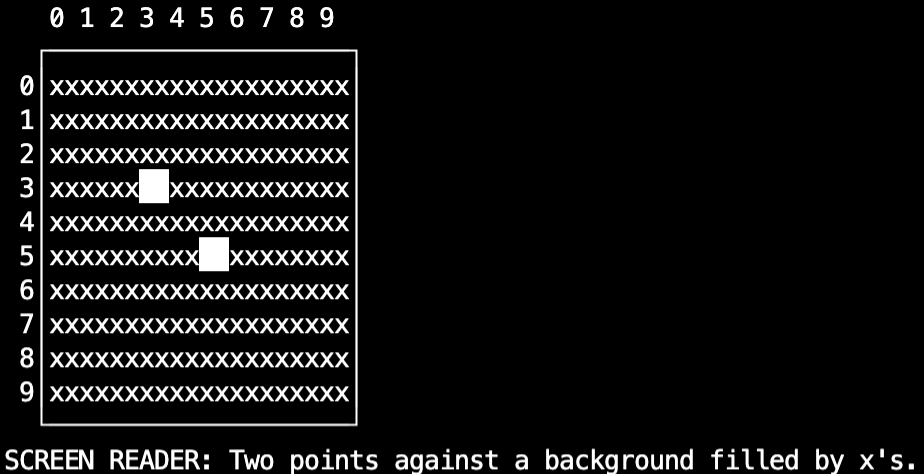 0 1 2 3 4 5 6 7 8 9
0 xxxxxxxxxxxxxxxxxxxx
1 xxxxxxxxxxxxxxxxxxxx
2 xxxxxxxxxxxxxxxxxxxx
3 xxxxxx  xxxxxxxxxxxx
4 xxxxxxxxxxxxxxxxxxxx
5 xxxxxxxxxx  xxxxxxxx
6 xxxxxxxxxxxxxxxxxxxx
7 xxxxxxxxxxxxxxxxxxxx
8 xxxxxxxxxxxxxxxxxxxx
9 xxxxxxxxxxxxxxxxxxxx
SCREEN READER: Two points against a background filled by x's.